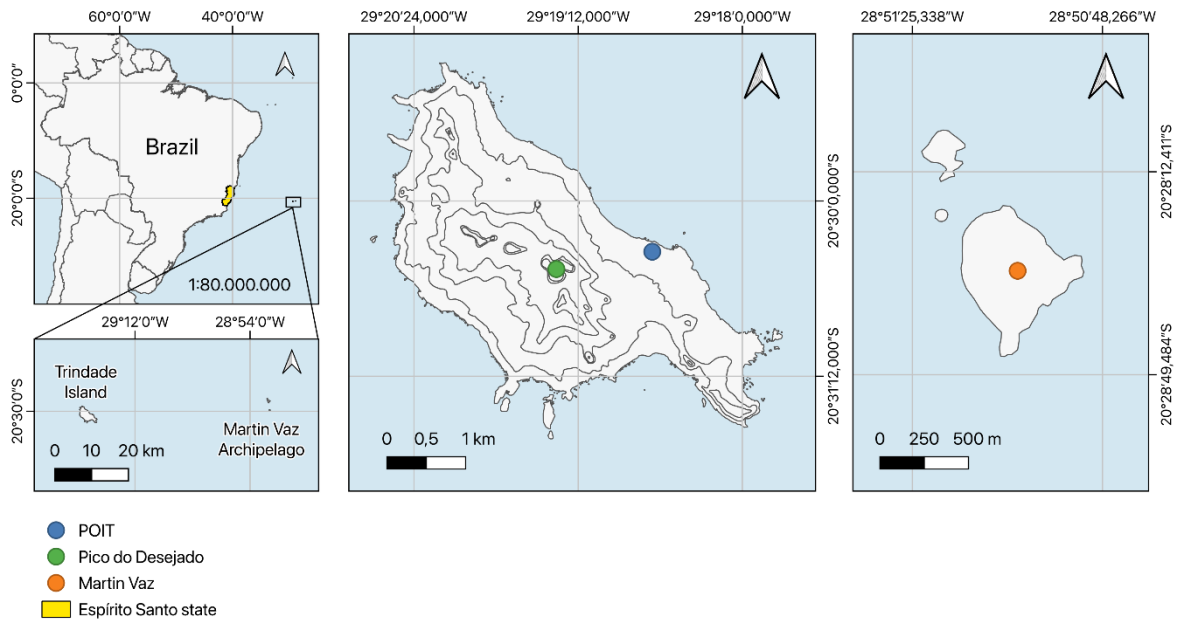 60°0'0"W 40°0'0"W
0°0'0"
20°0'0"S
Brazil
1:80.000.000
29°12'0"W 28°54'0"W
20°30'0"S
Trindade
Island
Martin Vaz
Archipelago
0 10 20 km
29°20'24,000"W 29°19'12,000"W 29°18'0,000"W
20°30'0,000"S
20°31'12,000"S
0 0,5 1 km
28°51'25,338"W 28°50'48,266"W
20°28'12,411"S
20°28'49,484"S
0 250 500 m
POIT
Pico do Desejado
Martin Vaz
Espírito Santo state